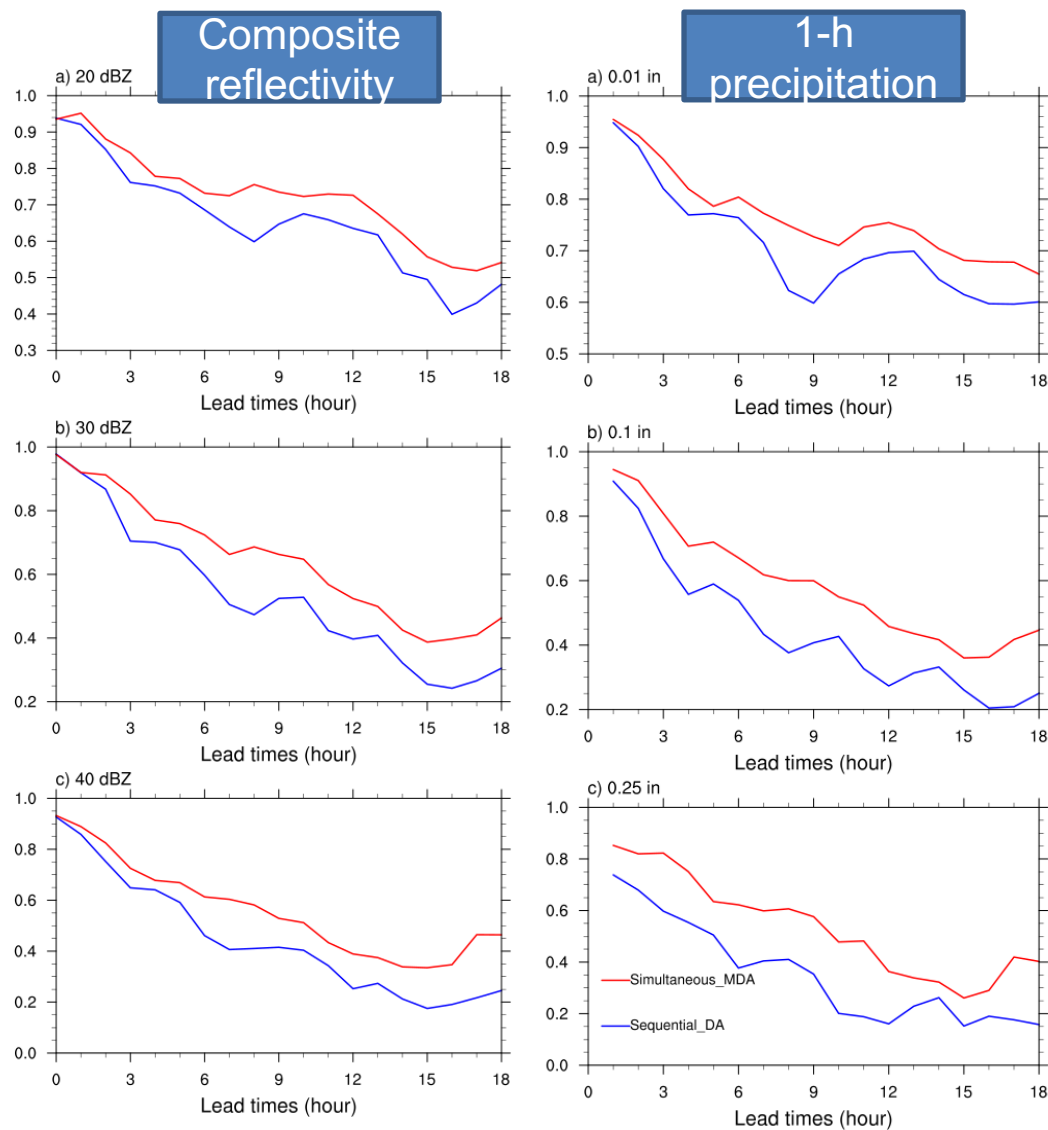 Composite
reflectivity
1-h
precipitation
a) 20 dBZ
1.0
0.9
0.8
0.7
0.6
0.5
0.4
0.3
0 3 6 9 12 15 18
Lead times (hour)
a) 0.01 in
1.0
0.9
0.8
0.7
0.6
0.5
0 3 6 9 12 15 18
Lead times (hour)
b) 30 dBZ
1.0
0.8
0.6
0.4
0.2
0 3 6 9 12 15 18
Lead times (hour)
b) 0.1 in
1.0
0.8
0.6
0.4
0.2
0 3 6 9 12 15 18
Lead times (hour)
c) 40 dBZ
1.0
0.8
0.6
0.4
0.2
0.0
0 3 6 9 12 15 18
Lead times (hour)
c) 0.25 in
1.0
0.8
0.6
0.4
0.2
0.0
Simultaneous_MDA
Sequential_DA
0 3 6 9 12 15 18
Lead times (hour)